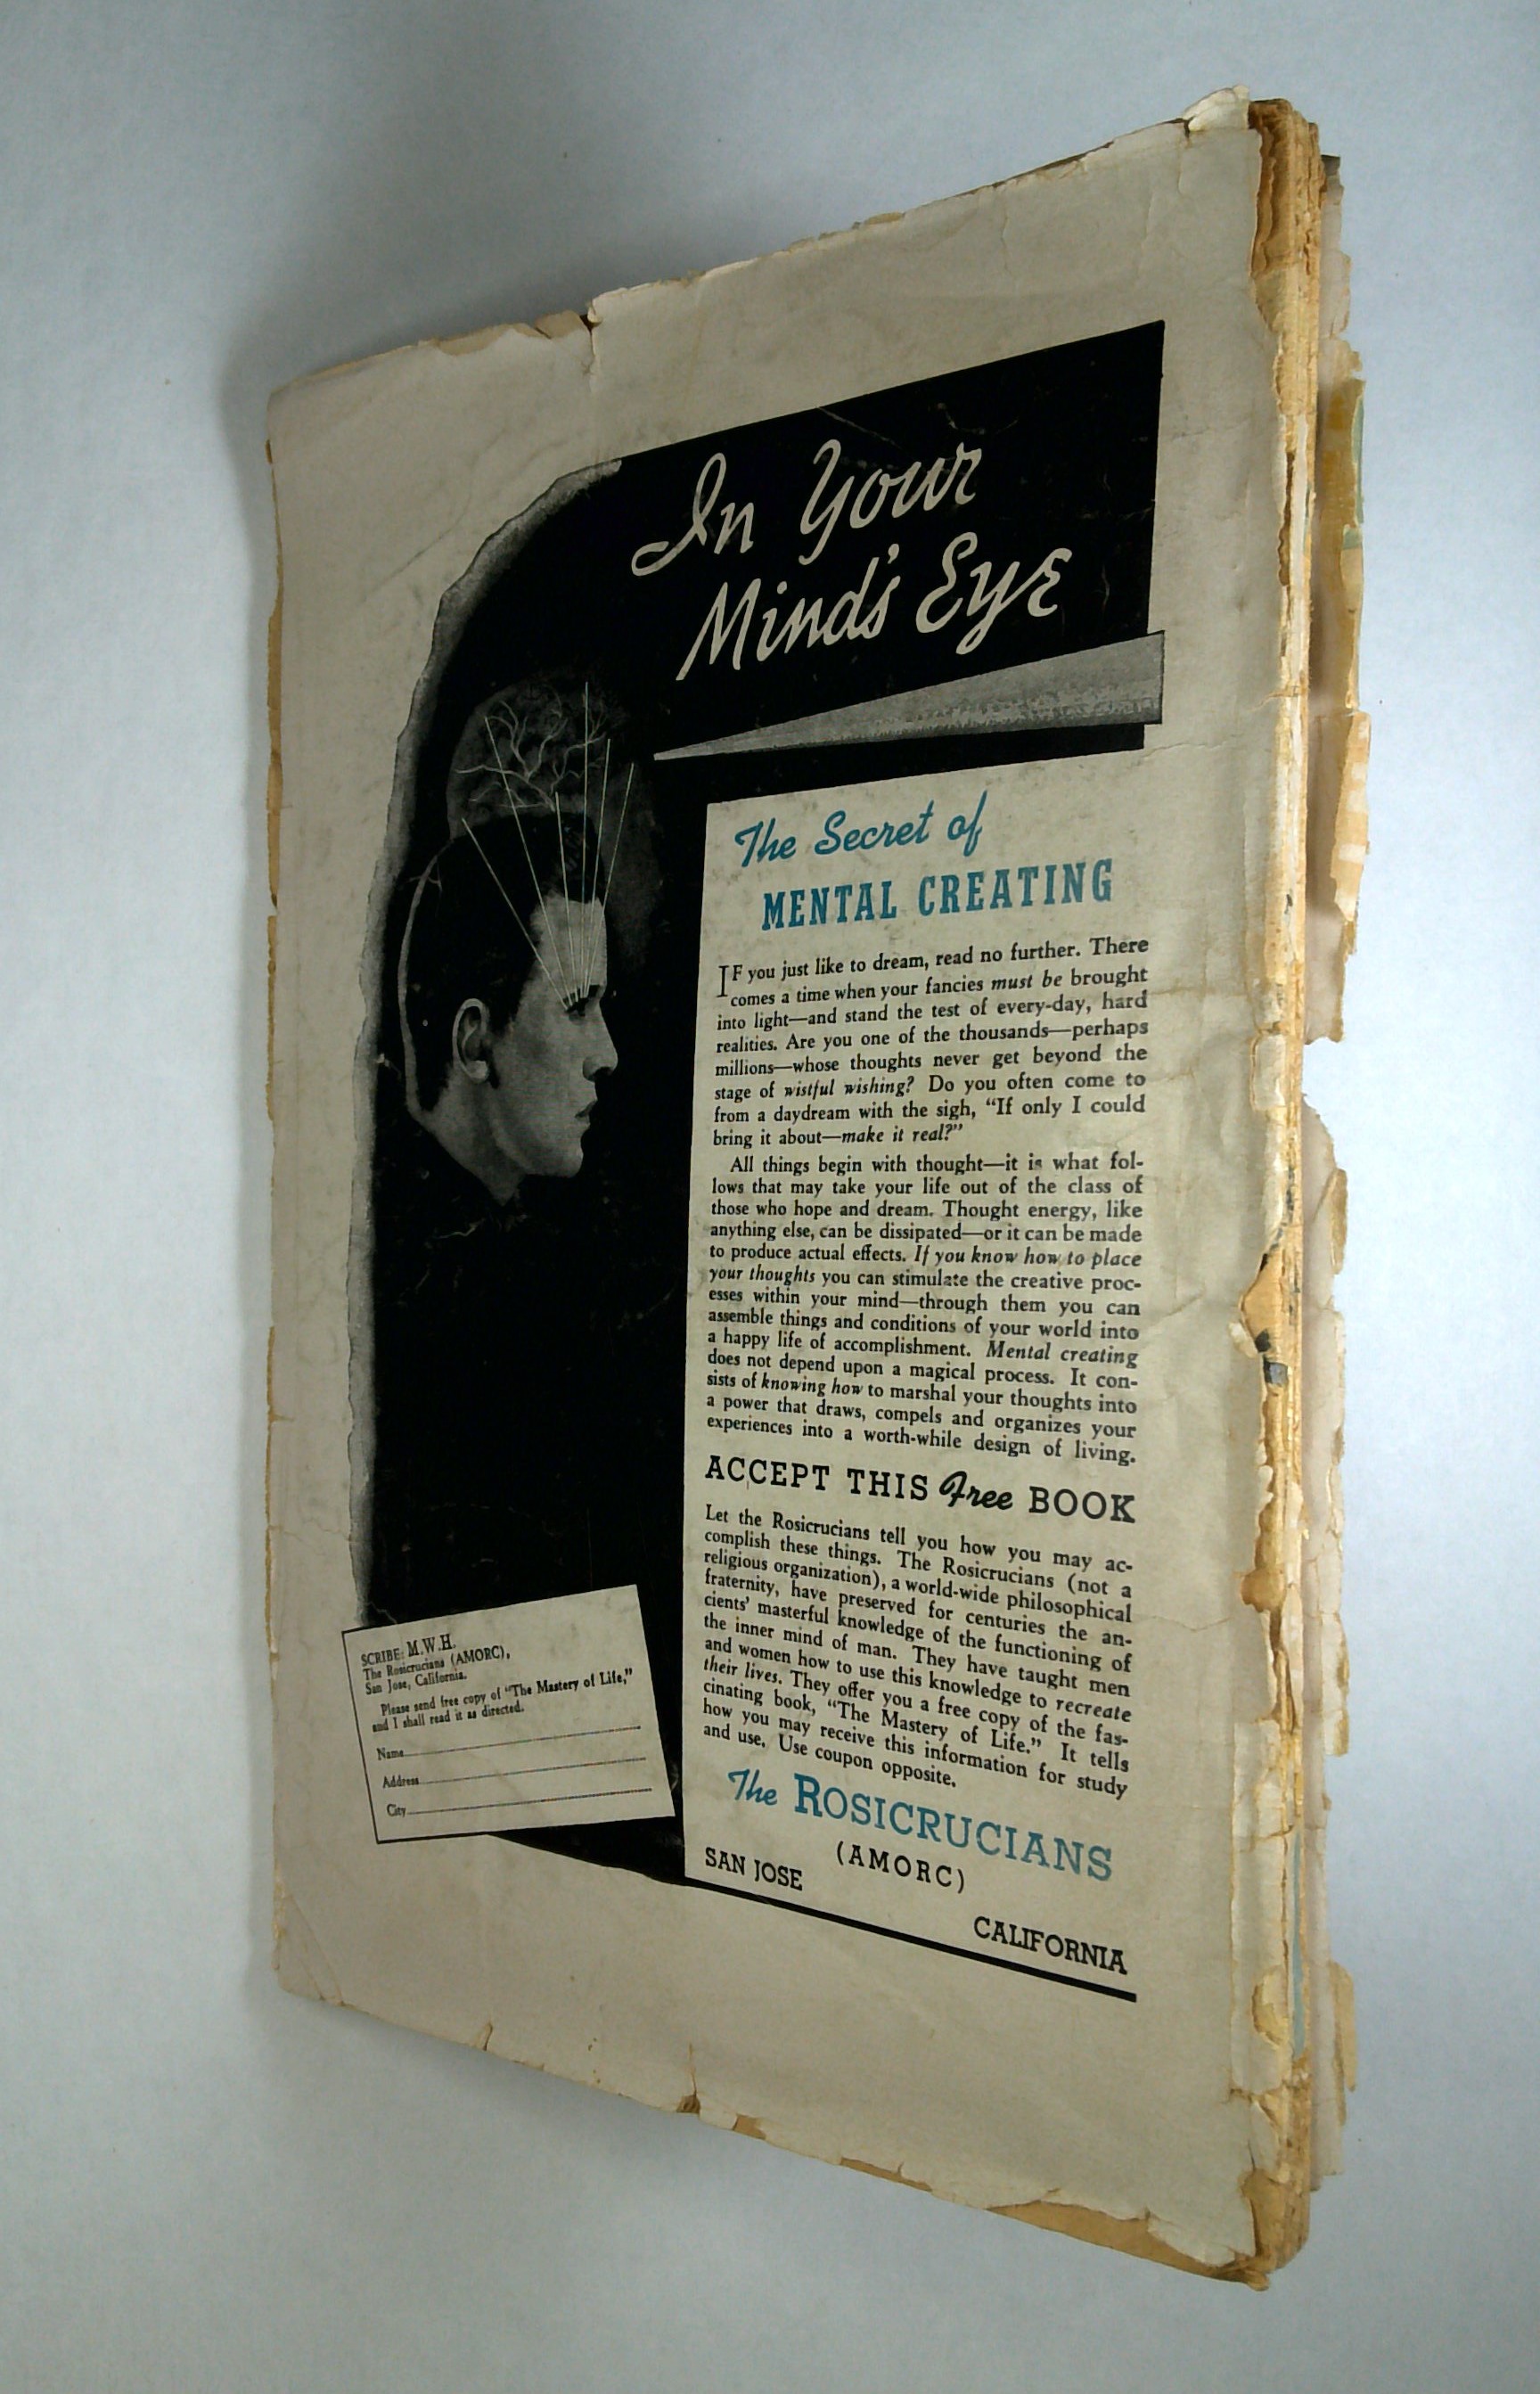 In Your
Mind's Eye
The Secret of
MENTAL CREATING
IF you just like to dream, read no further. There
comes a time when your fancies must be brought
into light—and stand the test of every-day, hard
realities. Are you one of the thousands—perhaps
millions—whose thoughts never get beyond the
stage of wistful wishing? Do you often come to
from a daydream with the sigh, "If only I could
bring it about—make it real?"
All things begin with thought—it is what fol-
lows that may take your life out of the class of
those who hope and dream. Thought energy, like
anything else, can be dissipated—or it can be made
to produce actual effects. If you know how to place
your thoughts you can stimulate the creative proc-
esses within your mind—through them you can
assemble things and conditions of your world into
a happy life of accomplishment. Mental creating
does not depend upon a magical process. It con-
sists of knowing how to marshal your thoughts into
a power that draws, compels and organizes your
experiences into a worth-while design of living.
ACCEPT THIS Free BOOK
Let the Rosicrucians tell you how you may ac-
complish these things. The Rosicrucians (not a
religious organization), a world-wide philosophical
fraternity, have preserved for centuries the an-
cients' masterful knowledge of the functioning of
the inner mind of man. They have taught men
and women how to use this knowledge to recreate
their lives. They offer you a free copy of the fas-
cinating book, "The Mastery of Life." It tells
how you may receive this information for study
and use. Use coupon opposite.
The ROSICRUCIANS
(AMORC)
SAN JOSE
CALIFORNIA
SCRIBE: M.W.H.
The Rosicrucians (AMORC),
San Jose, California.
Please send free copy of "The Mastery of Life,"
and I shall read it as directed.
Name
Address
City